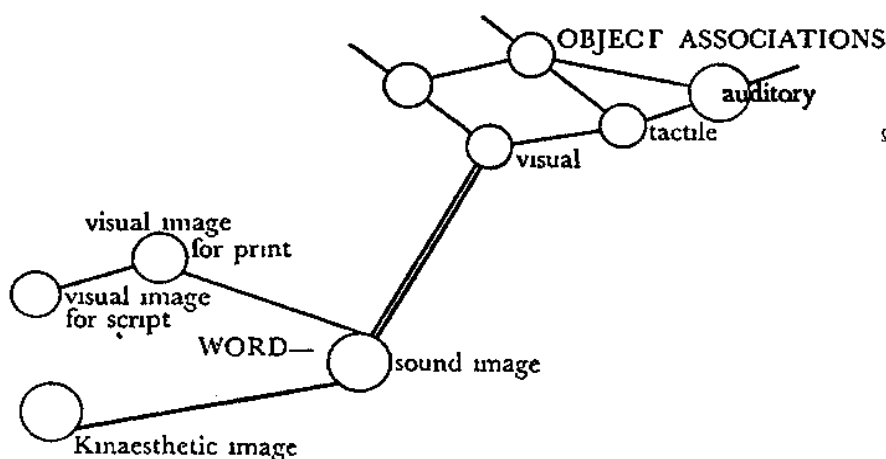 OBJECT ASSOCIATIONS
auditory
tactile
visual
visual image
for print
visual image
for script
WORD—
sound image
Kinaesthetic image